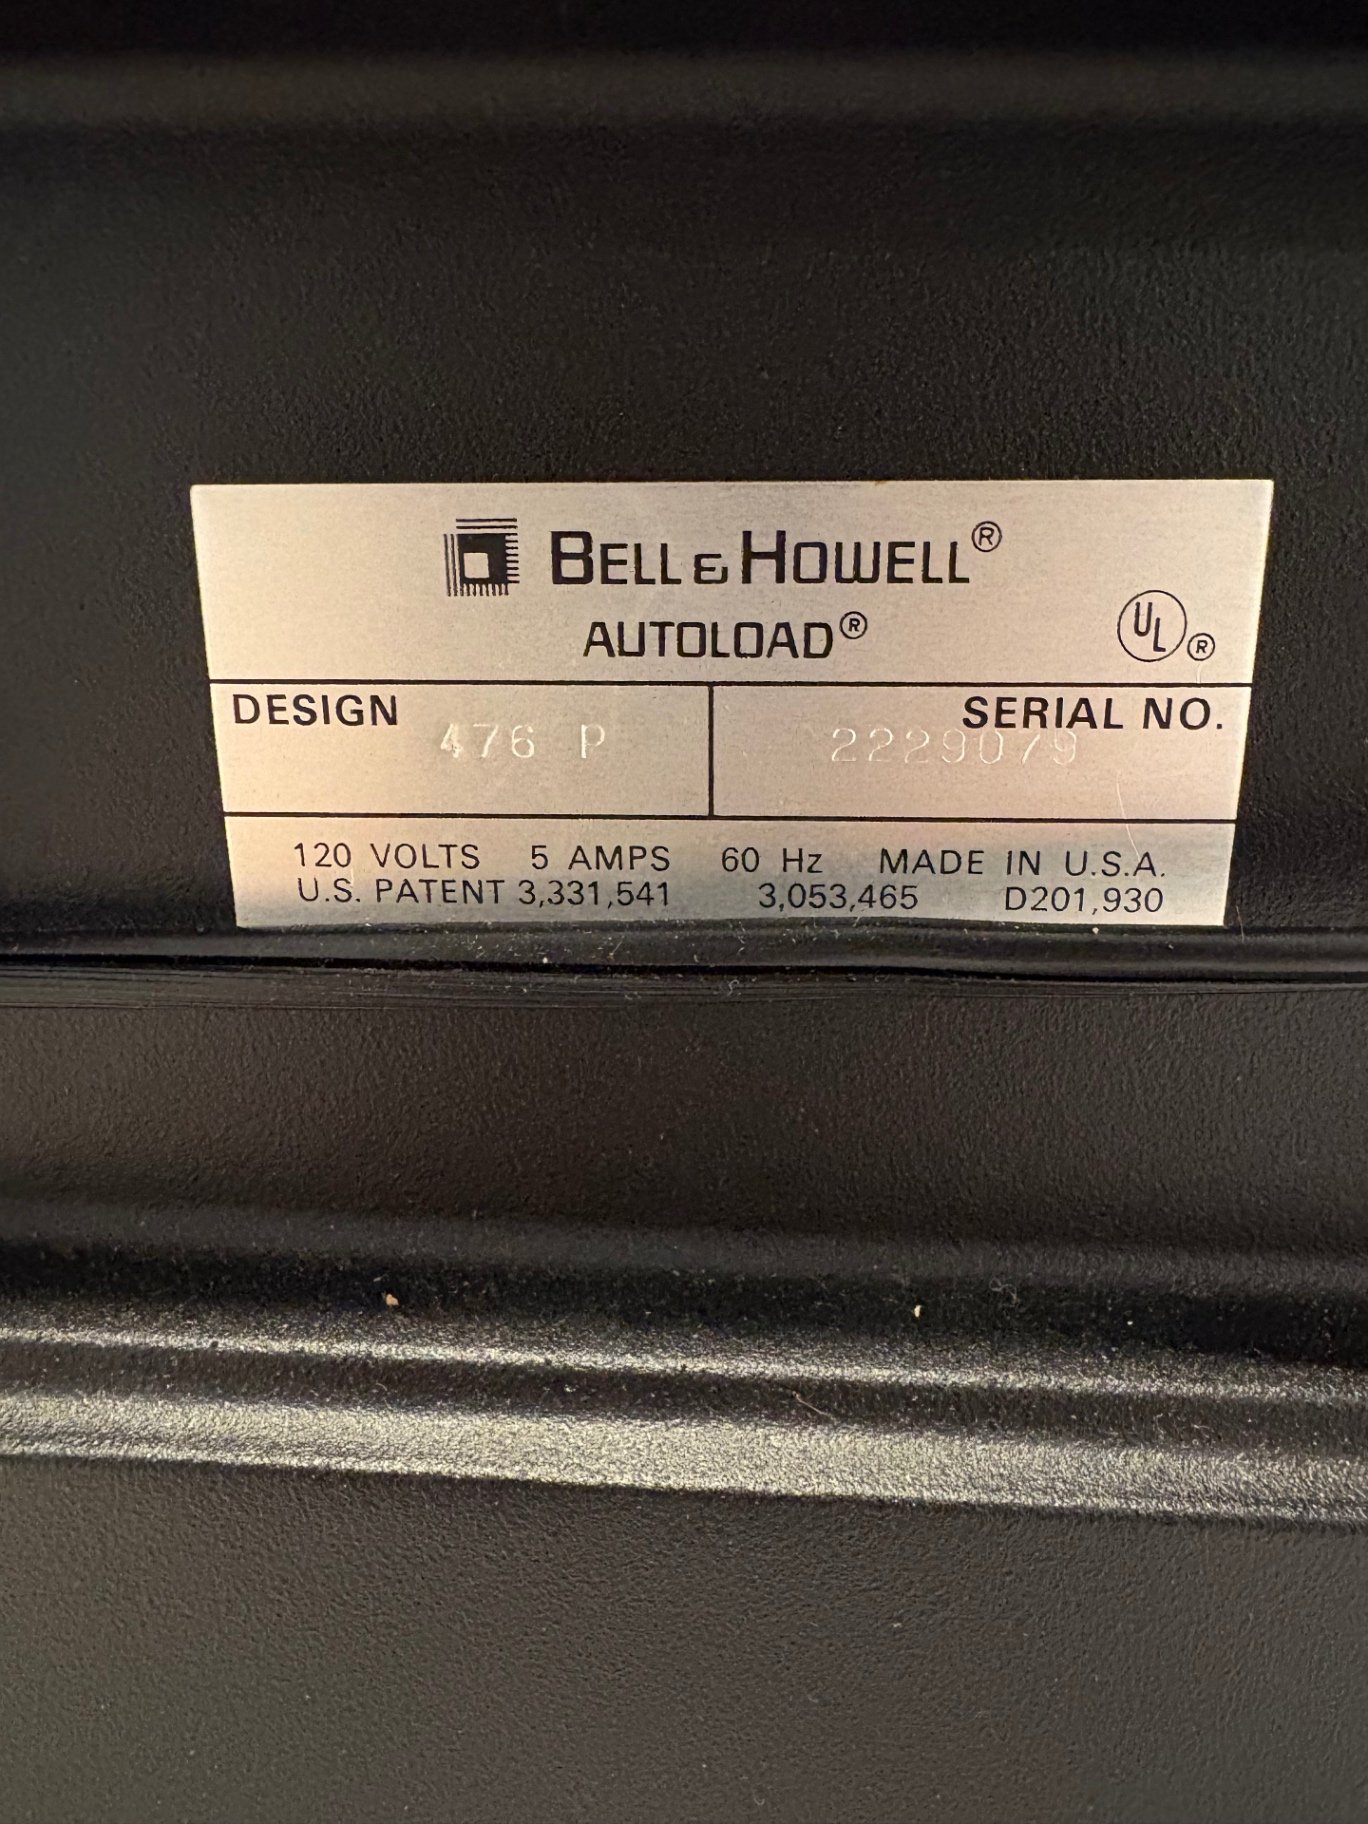 BELL & HOWELL®
AUTOLOAD®
UL®
DESIGN SERIAL NO.
476 P 2229079
120 VOLTS 5 AMPS 60 Hz MADE IN U.S.A.
U.S. PATENT 3,331,541 3,053,465 D201,930